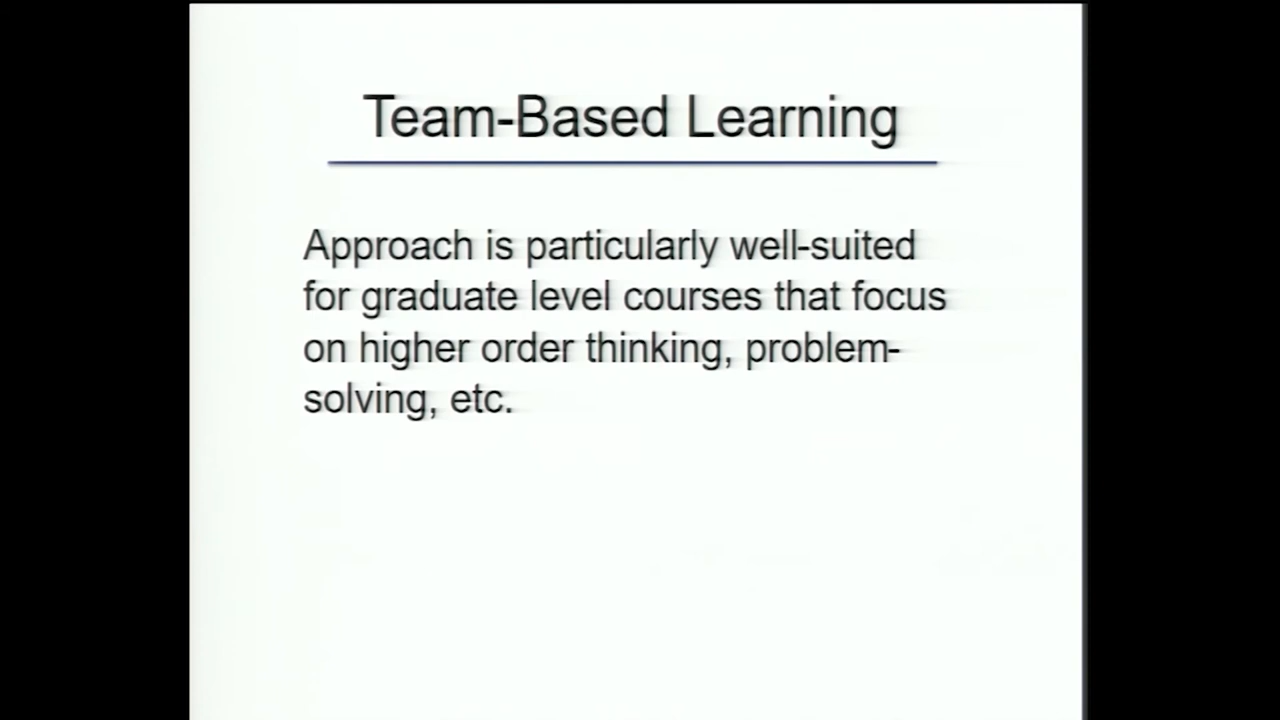 Team-Based Learning
Approach is particularly well-suited
for graduate level courses that focus
on higher order thinking, problem-
solving, etc.